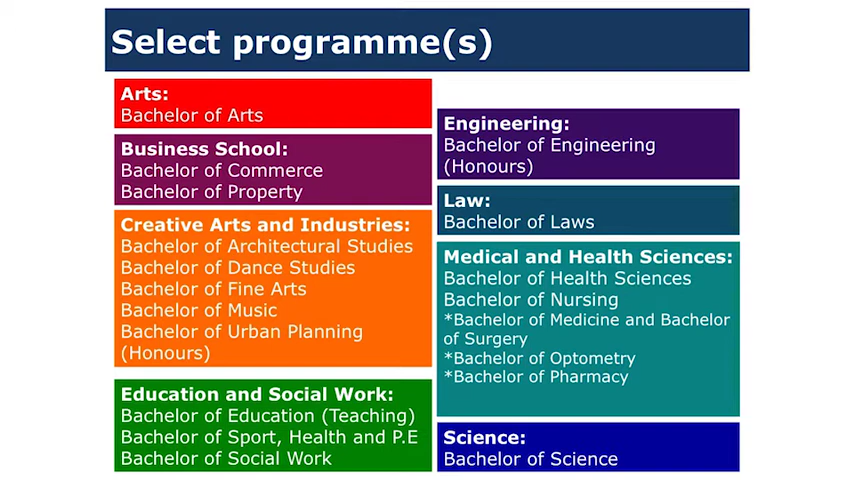 Select programme(s)
Arts:
Bachelor of Arts
Business School:
Bachelor of Commerce
Bachelor of Property
Creative Arts and Industries:
Bachelor of Architectural Studies
Bachelor of Dance Studies
Bachelor of Fine Arts
Bachelor of Music
Bachelor of Urban Planning
(Honours)
Education and Social Work:
Bachelor of Education (Teaching)
Bachelor of Sport, Health and P.E
Bachelor of Social Work
Engineering:
Bachelor of Engineering
(Honours)
Law:
Bachelor of Laws
Medical and Health Sciences:
Bachelor of Health Sciences
Bachelor of Nursing
*Bachelor of Medicine and Bachelor
of Surgery
*Bachelor of Optometry
*Bachelor of Pharmacy
Science:
Bachelor of Science